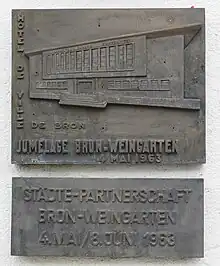 HÔTEL DE VILLE
DE BRON
JUMELAGE BRON-WEINGARTEN
4 MAI 1963
STÄDTE-PARTNERSCHAFT
BRON-WEINGARTEN
4.MAI/8.JUNI 1963